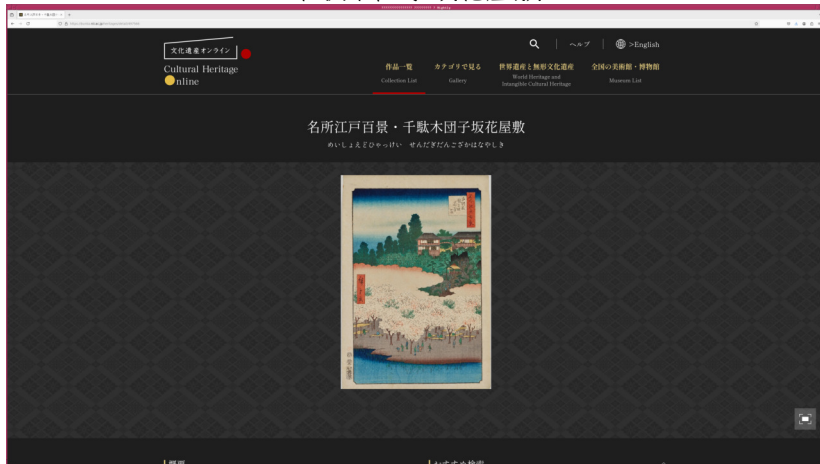 文化遺産オンライン
Cultural Heritage
Online
ヘルプ
>English
作品一覧
Collection List
カテゴリで見る
Gallery
世界遺産と無形文化遺産
World Heritage and
Intangible Cultural Heritage
全国の美術館・博物館
Museum List
名所江戸百景・千駄木団子坂花屋敷
めいしょえどひゃっけい せんだぎだんござかはなやしき